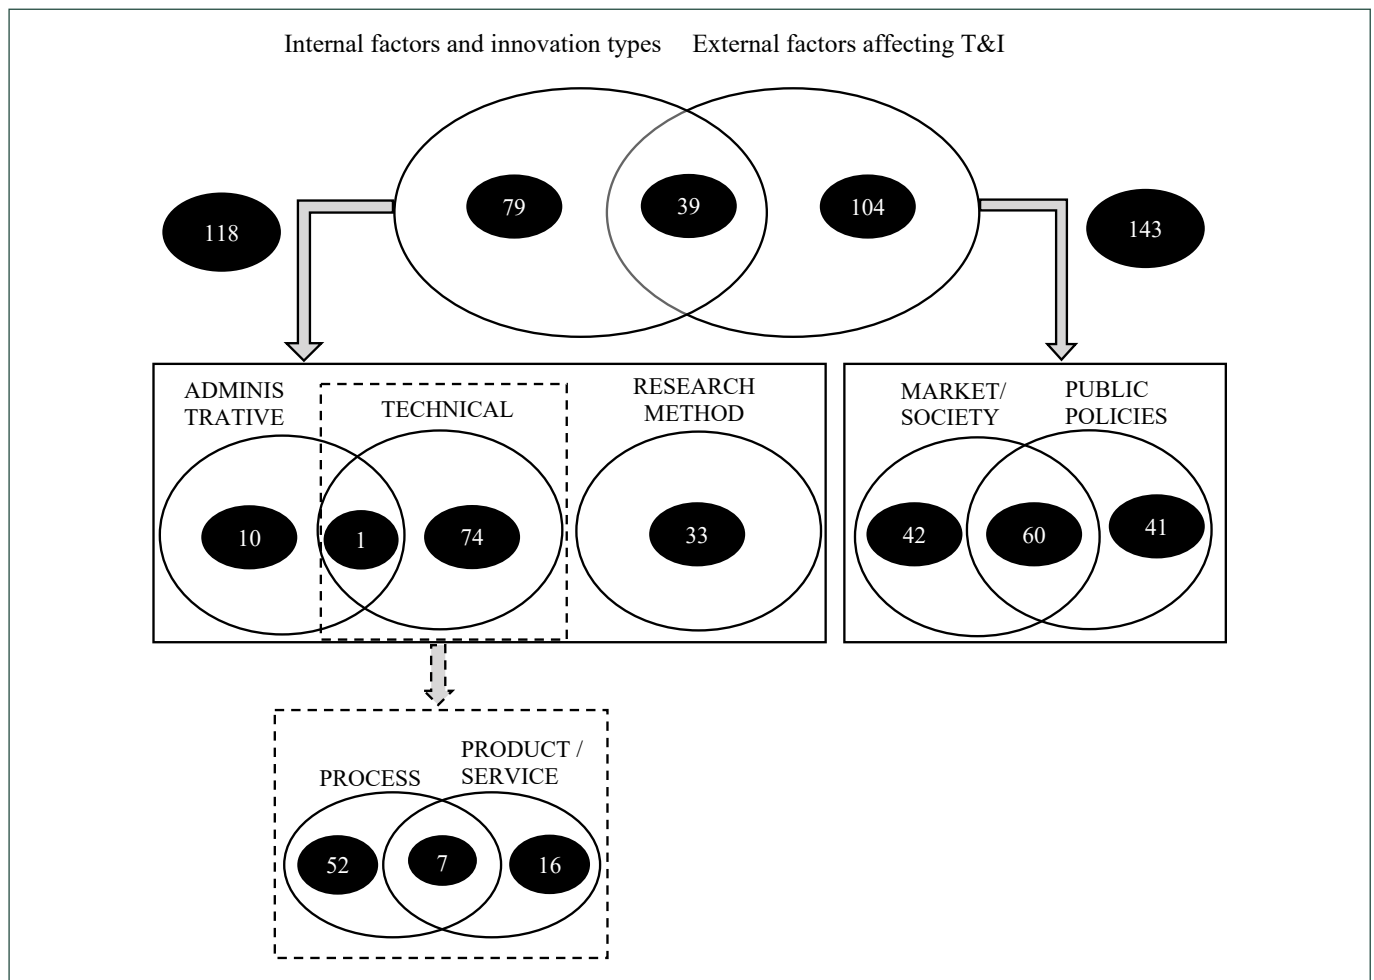 Internal factors and innovation types
External factors affecting T&I
79
39
104
118
143
ADMINIS
TRATIVE
TECHNICAL
RESEARCH
METHOD
MARKET/
SOCIETY
PUBLIC
POLICIES
10
1
74
33
42
60
41
PROCESS
PRODUCT /
SERVICE
52
7
16